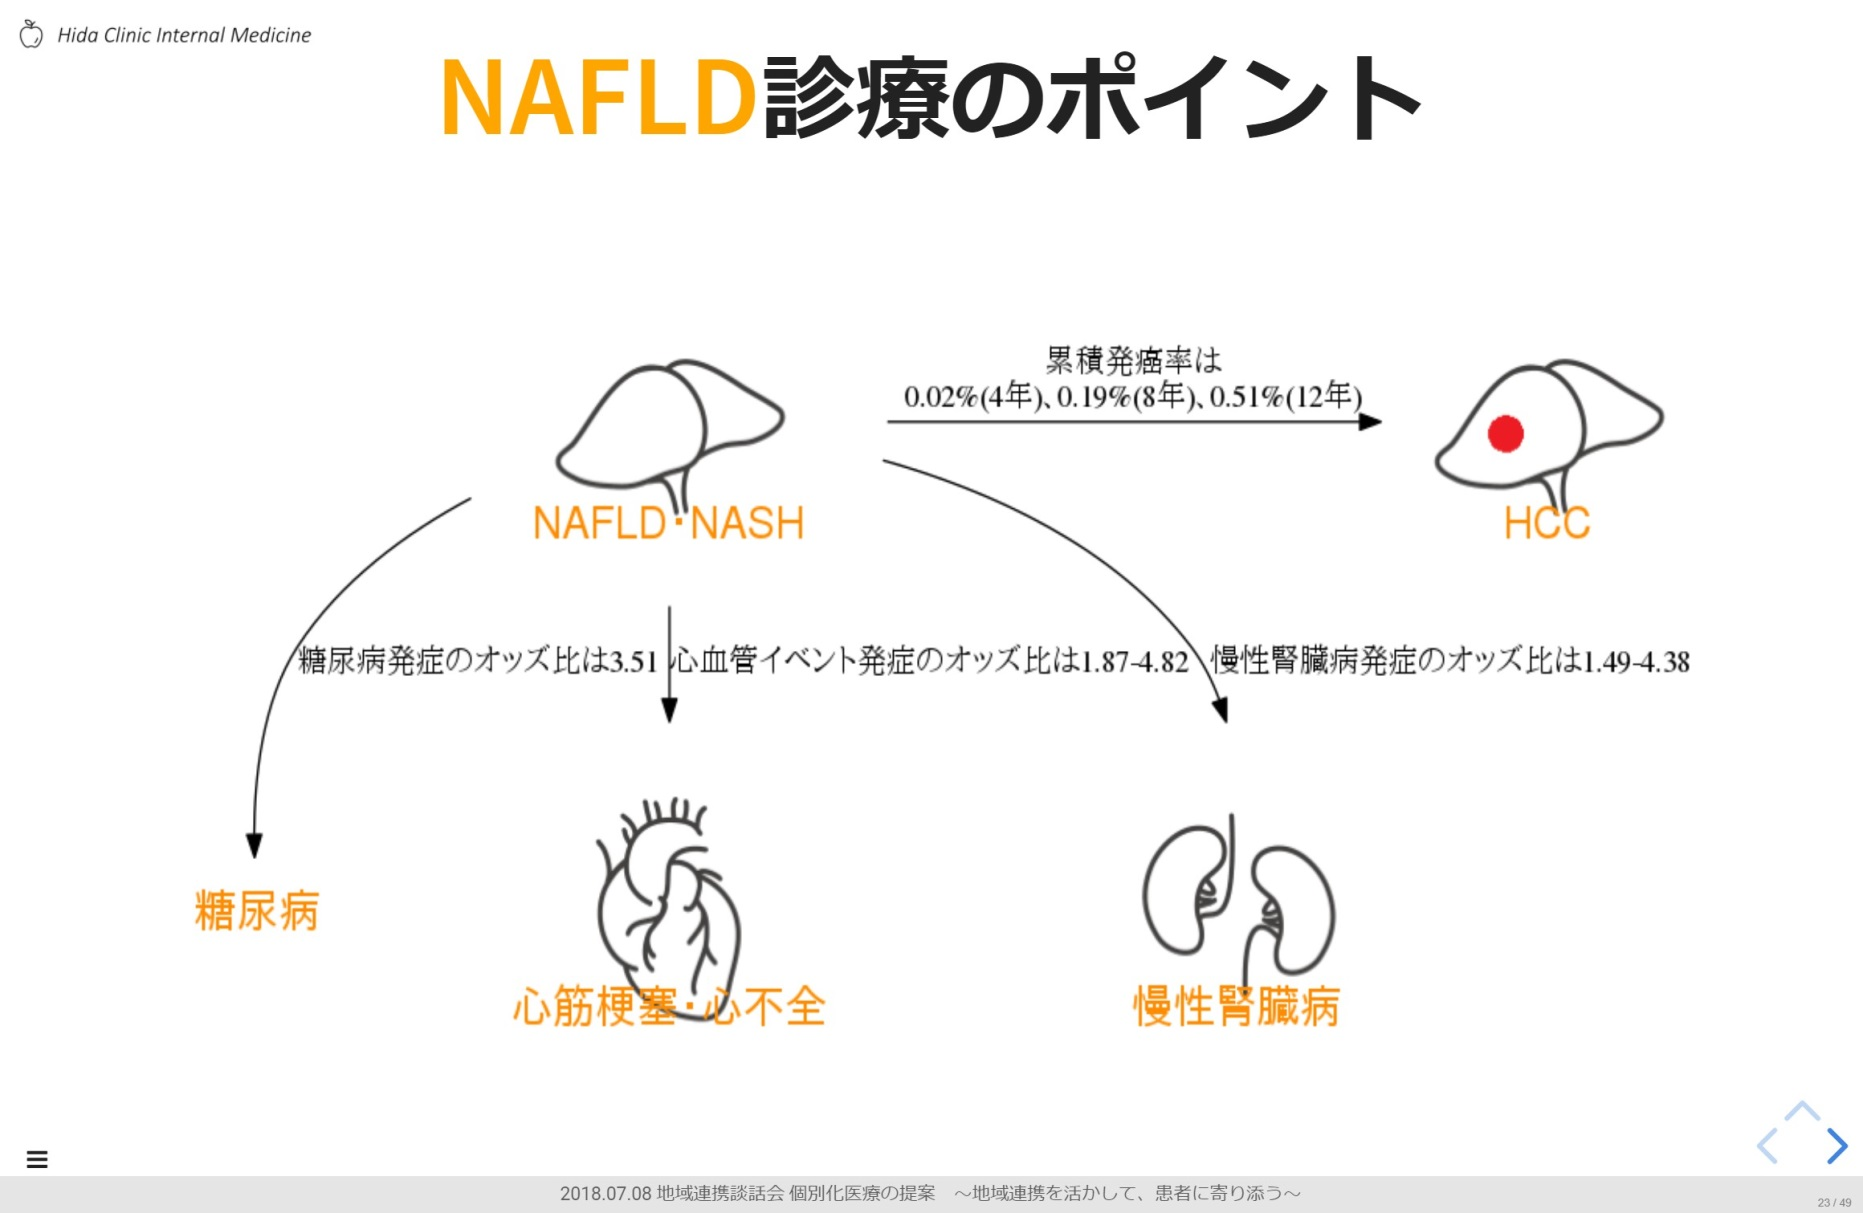 Hida Clinic Internal Medicine
NAFLD診療のポイント
累積発癌率は
0.02%(4年)、0.19%(8年)、0.51%(12年)
NAFLD・NASH
HCC
糖尿病発症のオッズ比は3.51
心血管イベント発症のオッズ比は1.87-4.82
慢性腎臓病発症のオッズ比は1.49-4.38
糖尿病
心筋梗塞・心不全
慢性腎臓病
2018.07.08 地域連携談話会 個別化医療の提案　～地域連携を活かして、患者に寄り添う～
23 / 49